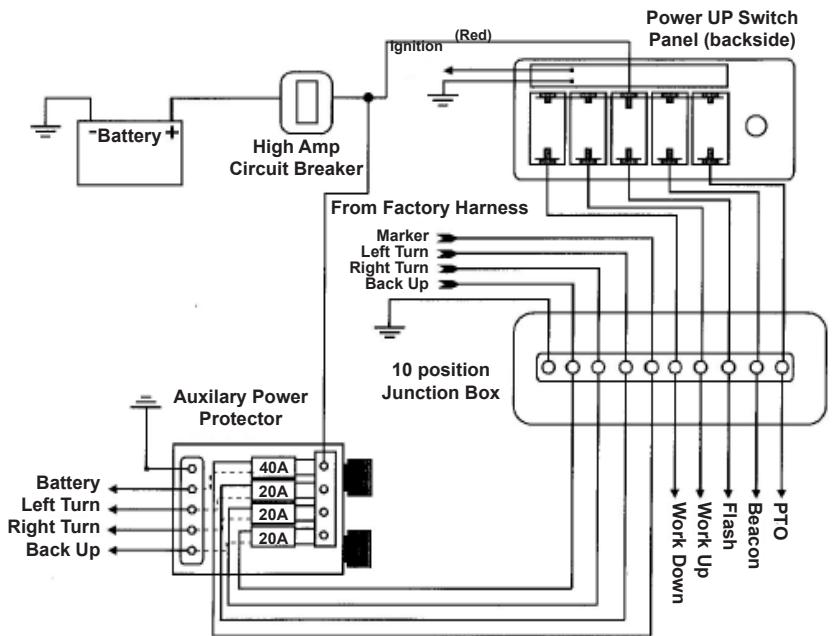 Power UP Switch
Panel (backside)
(Red)
Ignition
-Battery +
High Amp
Circuit Breaker
From Factory Harness
Marker
Left Turn
Right Turn
Back Up
10 position
Junction Box
Auxilary Power
Protector
40A
20A
20A
20A
Battery
Left Turn
Right Turn
Back Up
Work Down
Work Up
Flash
Beacon
PTO